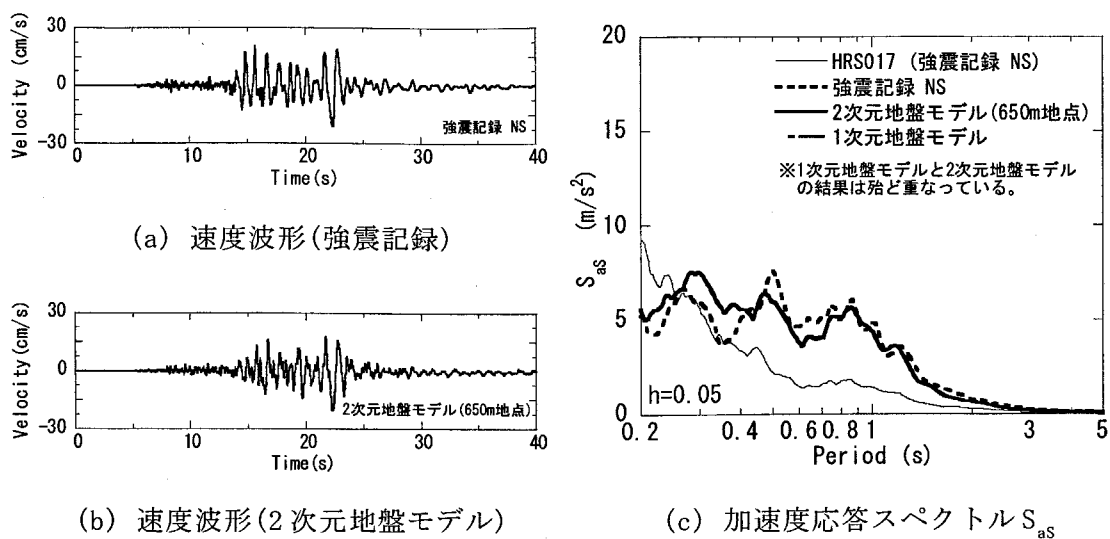 30
0
-30
Velocity (cm/s)
強震記録 NS
0 10 20 30 40
Time(s)
(a) 速度波形(強震記録)
30
0
-30
Velocity(cm/s)
2次元地盤モデル(650m地点)
0 10 20 30 40
Time(s)
(b) 速度波形(2次元地盤モデル)
20
15
10
5
0
SaS (m/s²)
HRS017 (強震記録 NS)
強震記録 NS
2次元地盤モデル(650m地点)
1次元地盤モデル
※1次元地盤モデルと2次元地盤モデル
の結果は殆ど重なっている。
h=0.05
0.2 0.4 0.6 0.8 1 3 5
Period (s)
(c) 加速度応答スペクトルSaS